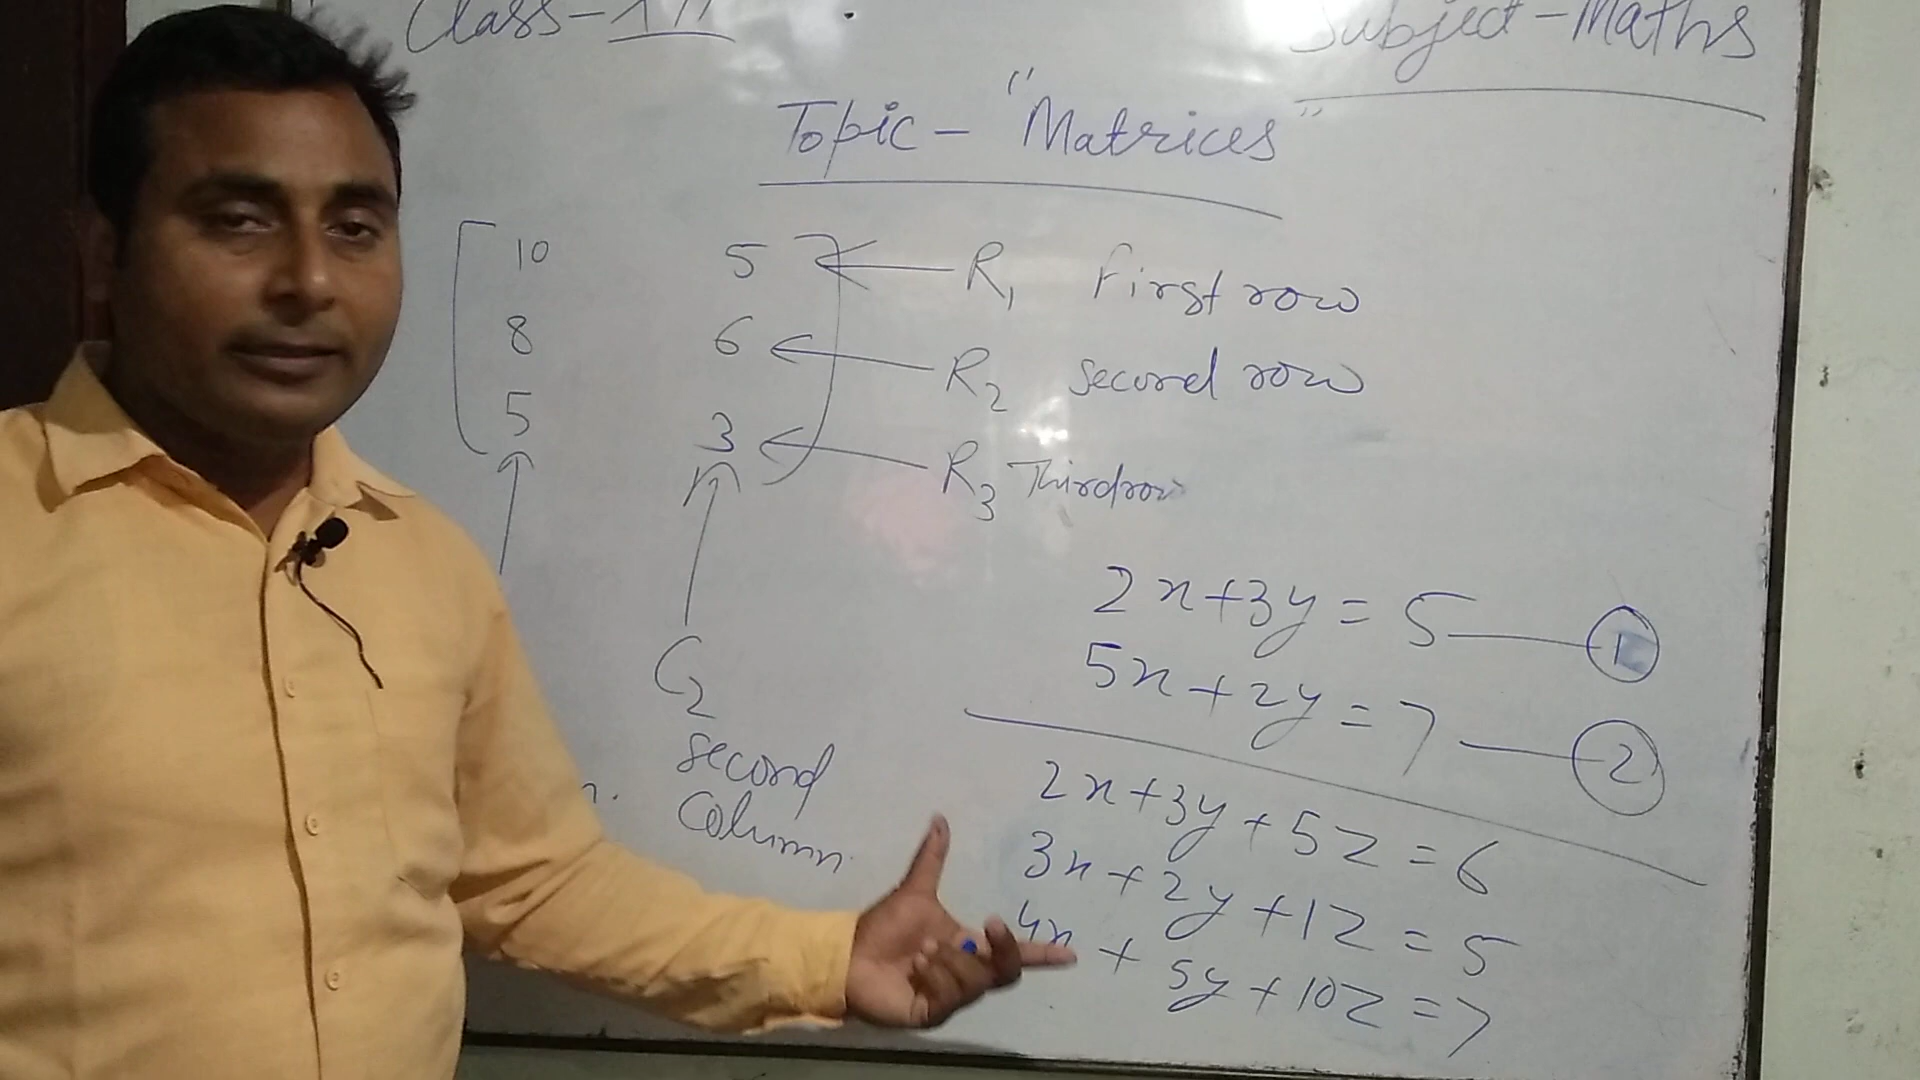 Class - XII
Subject - Maths
Topic - "Matrices"
10 5 R1 First row
8 6 R2 Second row
5 3 R3 Third row
C2
second
Column
2x+3y = 5 1
5x+2y = 7 2
2x+3y+5z = 6
3x+2y+1z = 5
4x+5y+10z = 7